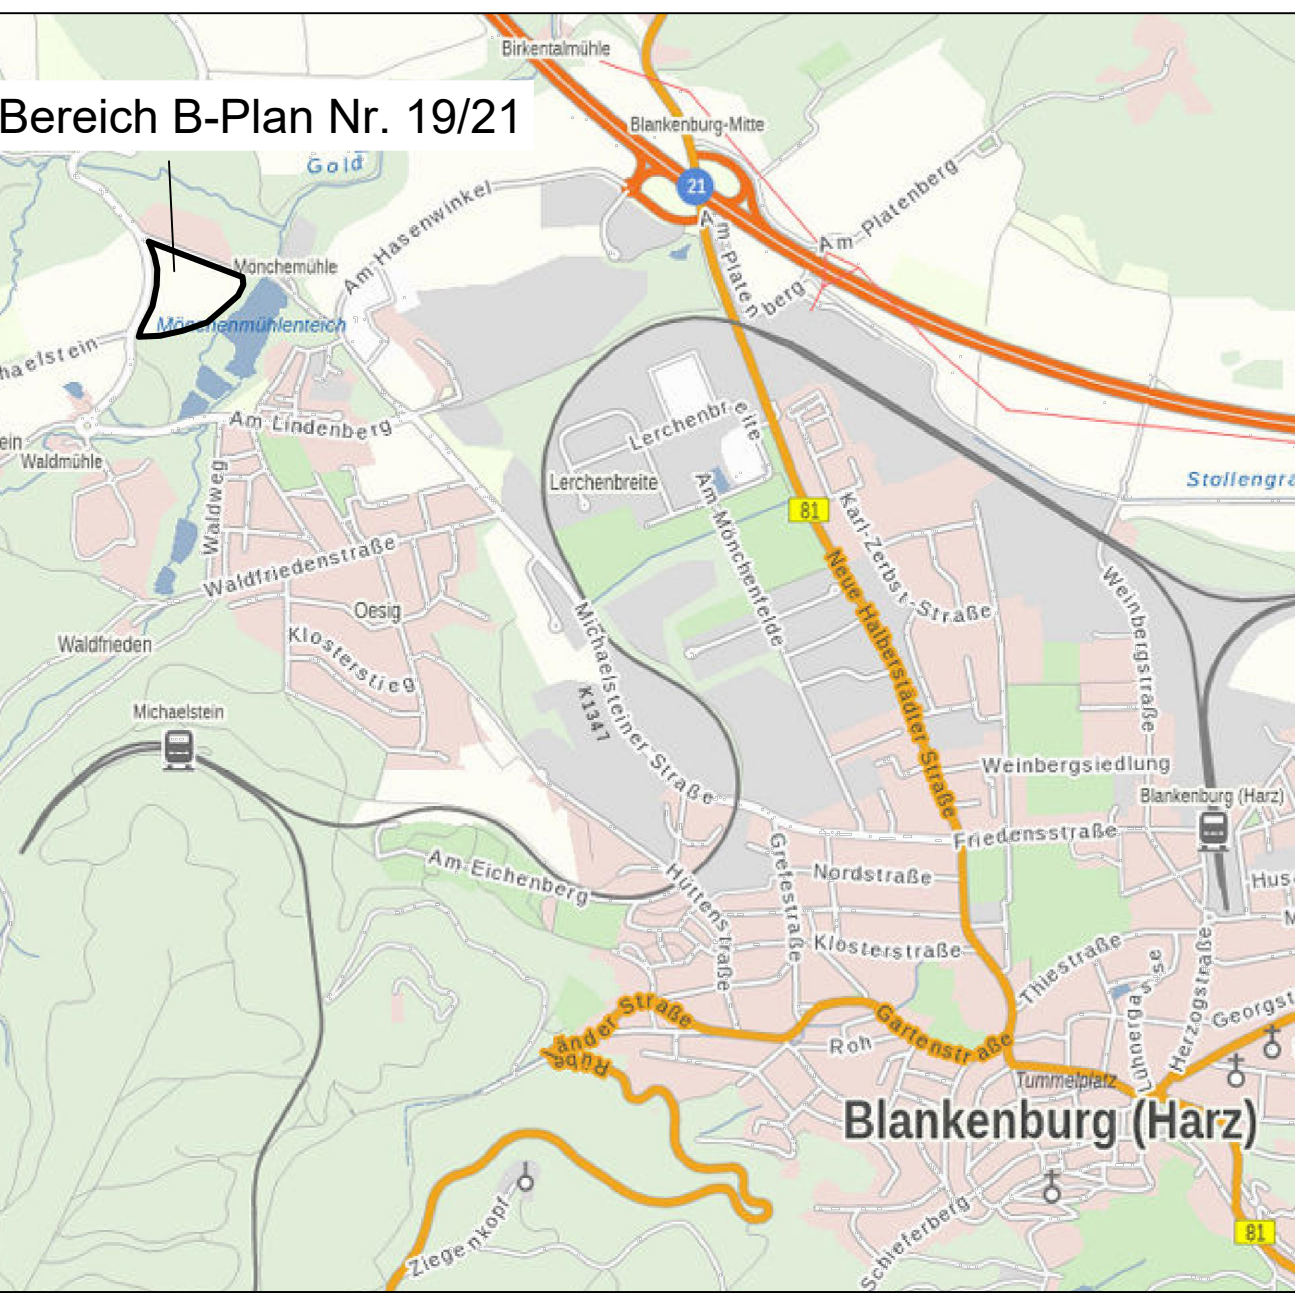 Birkentalmühle
Bereich B-Plan Nr. 19/21
Blankenburg-Mitte
Gold
21
Am Hasenwinkel
Am-Platenberg
Am-Platenberg
Mönchemühle
Mönchenmühlenteich
haelstein
Am Lindenberg
Lerchenbreite
ein
Waldmühle
Lerchenbreite
Stollengra
81
Waldweg
Am-Mönchenfelde
Karl-Zerbst-Straße
Neue Halberstädter Straße
Waldfriedenstraße
Weinbergstraße
Oesig
Michaelsteiner Straße
K1347
Waldfrieden
Klosterstieg
Michaelstein
Weinbergsiedlung
Blankenburg (Harz)
Friedensstraße
Am-Eichenberg
Hüttenstraße
Grefestraße
Nordstraße
Hus
M
Klosterstraße
Thiestraße
Herzogstraße
Lühnergasse
Georgst
Rübeländer Straße
Gartenstraße
Roh
Tummelplatz
Blankenburg (Harz)
Ziegenkopf
Schieferberg
81